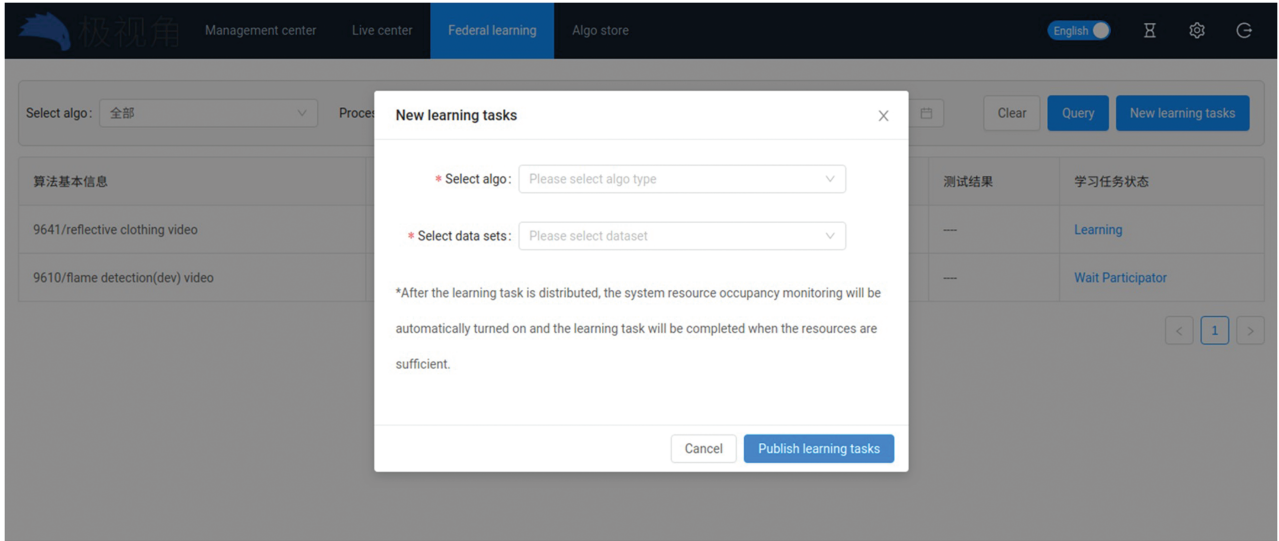 极视角 Management center Live center Federal learning Algo store English
Select algo: 全部 Proces Clear Query New learning tasks
New learning tasks
* Select algo: Please select algo type
算法基本信息 测试结果 学习任务状态
9641/reflective clothing video ---- Learning
* Select data sets: Please select dataset
9610/flame detection(dev) video ---- Wait Participator
*After the learning task is distributed, the system resource occupancy monitoring will be
automatically turned on and the learning task will be completed when the resources are
sufficient.
< 1 >
Cancel Publish learning tasks